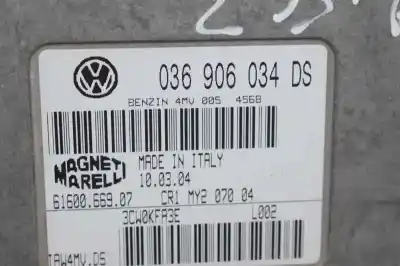 036 906 034 DS
BENZIN 4MV 005 4568
MAGNETI
MARELLI
MADE IN ITALY
10.03.04
61600.669.07 CR1 MY2 070 04
3CW0KFA3E L002
IAW4MV.DS